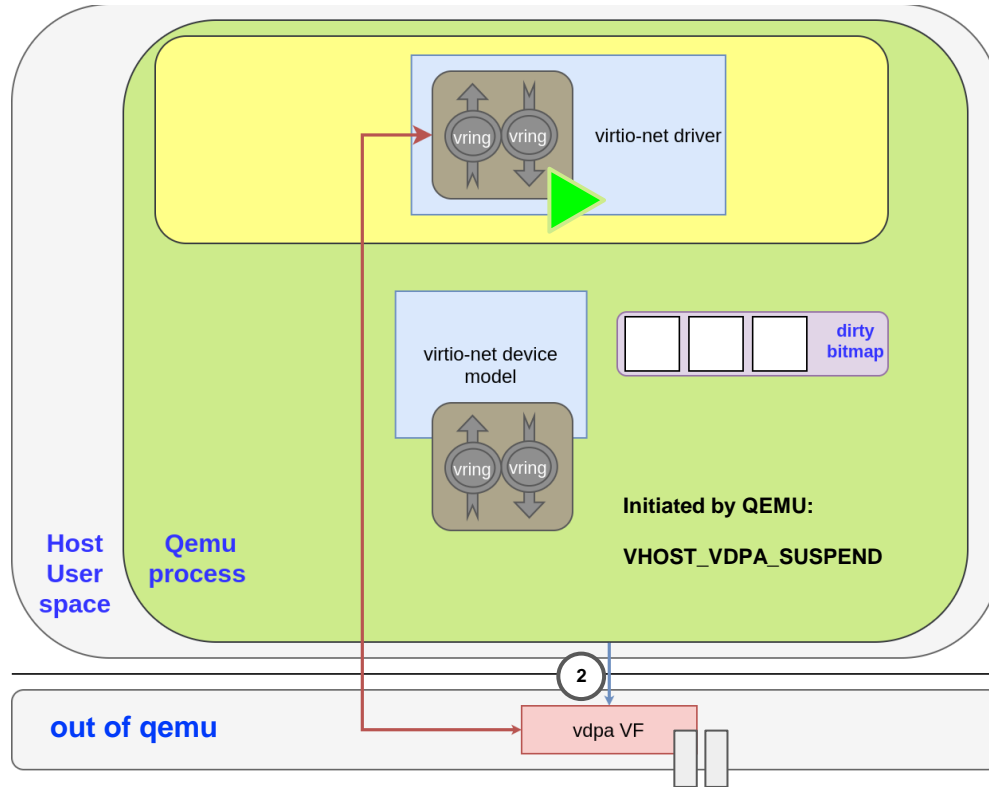 vring
vring
virtio-net driver
virtio-net device
model
dirty
bitmap
vring
vring
Initiated by QEMU:
VHOST_VDPA_SUSPEND
Host
User
space
Qemu
process
2
out of qemu
vdpa VF